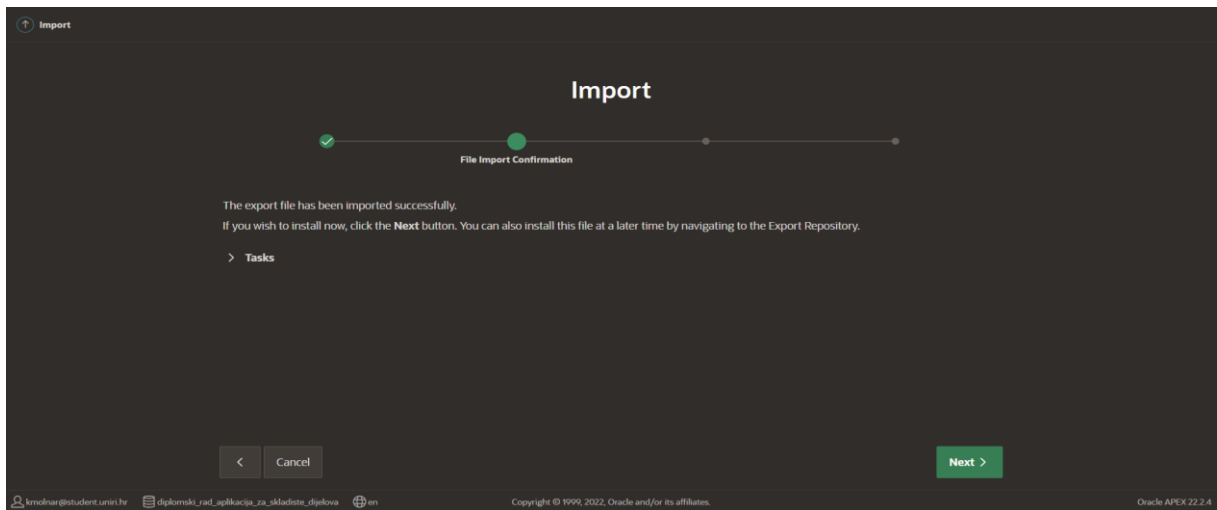 Import
Import
File Import Confirmation
The export file has been imported successfully.
If you wish to install now, click the Next button. You can also install this file at a later time by navigating to the Export Repository.
Tasks
Cancel
Next
kmolnar@student.uniri.hr diplomski_rad_aplikacija_za_skladiste_dijelova en Copyright © 1999, 2022, Oracle and/or its affiliates. Oracle APEX 22.2.4